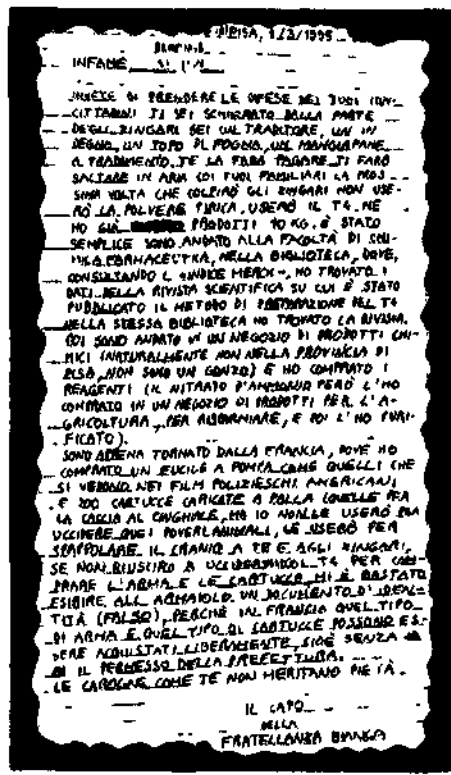 PISA, 1/3/1995
INFAME,
INVECE DI PRENDERE LE DIFESE DEI TUOI CON-
CITTADINI TI SEI SCHIERATO DALLA PARTE
DEGLI ZINGARI. SEI UN TRADITORE, UN IN
DEGNO, UN TOPO DI FOGNA, UN MANGIAPANE
A TRADIMENTO. TE LA FARÒ PAGARE. TI FARÒ
SALTARE IN ARIA COI TUOI FAMILIARI LA PROS
SIMA VOLTA CHE COLPIRÒ GLI ZINGARI NON USE-
RÒ LA POLVERE PIRICA, USERÒ IL T4. NE
HO GIÀ PRODOTTI 10 KG. È STATO
SEMPLICE SONO ANDATO ALLA FACOLTÀ DI CHI-
MICA FARMACEUTICA, NELLA BIBLIOTECA, DOVE,
CONSULTANDO L'«INDICE MERCK», HO TROVATO I
DATI DELLA RIVISTA SCIENTIFICA SU CUI È STATO
PUBBLICATO IL METODO DI PREPARAZIONE DEL T4
NELLA STESSA BIBLIOTECA HO TROVATO LA RIVISTA.
POI SONO ANDATO IN UN NEGOZIO DI PRODOTTI CHI-
MICI (NATURALMENTE NON NELLA PROVINCIA DI
PISA, NON SONO UN GONZO) E HO COMPRATO I
REAGENTI (IL NITRATO D'AMMONIO PERÒ L'HO
COMPRATO IN UN NEGOZIO DI PRODOTTI PER L'A-
GRICOLTURA, PER RISPARMIARE, E POI L'HO PURI-
FICATO).
SONO APPENA TORNATO DALLA FRANCIA, DOVE HO
COMPRATO UN FUCILE A POMPA COME QUELLI CHE
SI VEDONO NEI FILM POLIZIESCHI AMERICANI
E 200 CARTUCCE CARICATE A PALLA (QUELLE PER
LA CACCIA AL CINGHIALE, MA IO NON LE USERÒ PER
UCCIDERE QUEI POVERI ANIMALI, LE USERÒ PER
SPAPPOLARE IL CRANIO A TE E AGLI ZINGARI,
SE NON RIUSCIRÒ A UCCIDERVI COL T4. PER COM-
PRARE L'ARMA E LE CARTUCCE MI È BASTATO
ESIBIRE ALL'ARMAIOLO UN DOCUMENTO D'IDEN-
TITÀ (FALSO), PERCHÉ IN FRANCIA QUEL TIPO
DI ARMA E QUEL TIPO DI CARTUCCE POSSONO ES-
SERE ACQUISTATI LIBERAMENTE, CIOÈ SENZA
IL PERMESSO DELLA PREFETTURA.
LE CAROGNE COME TE NON MERITANO PIETÀ.
IL CAPO
DELLA
FRATELLANZA BIANCA